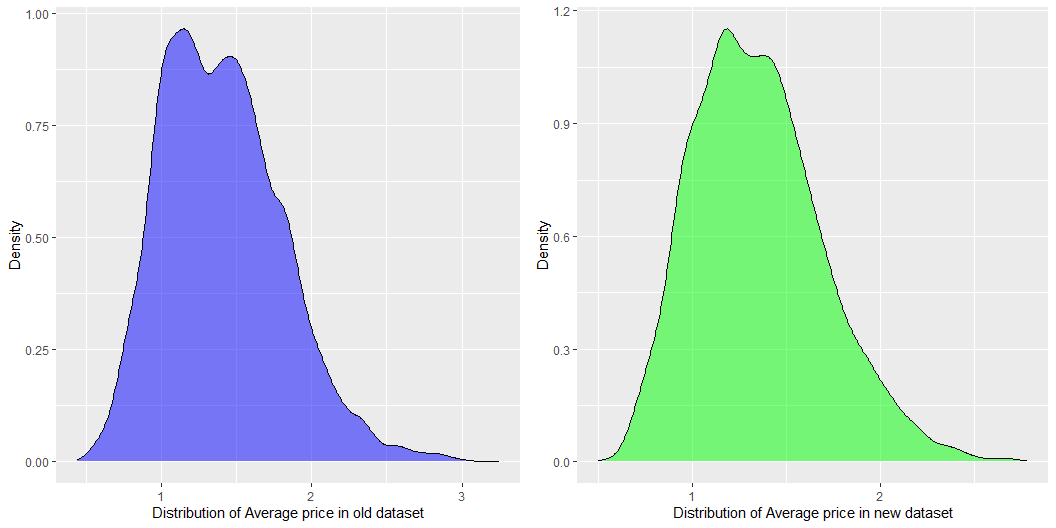 1.00
0.75
0.50
0.25
0.00
Density
1 2 3
Distribution of Average price in old dataset
1.2
0.9
0.6
0.3
0.0
Density
1 2
Distribution of Average price in new dataset